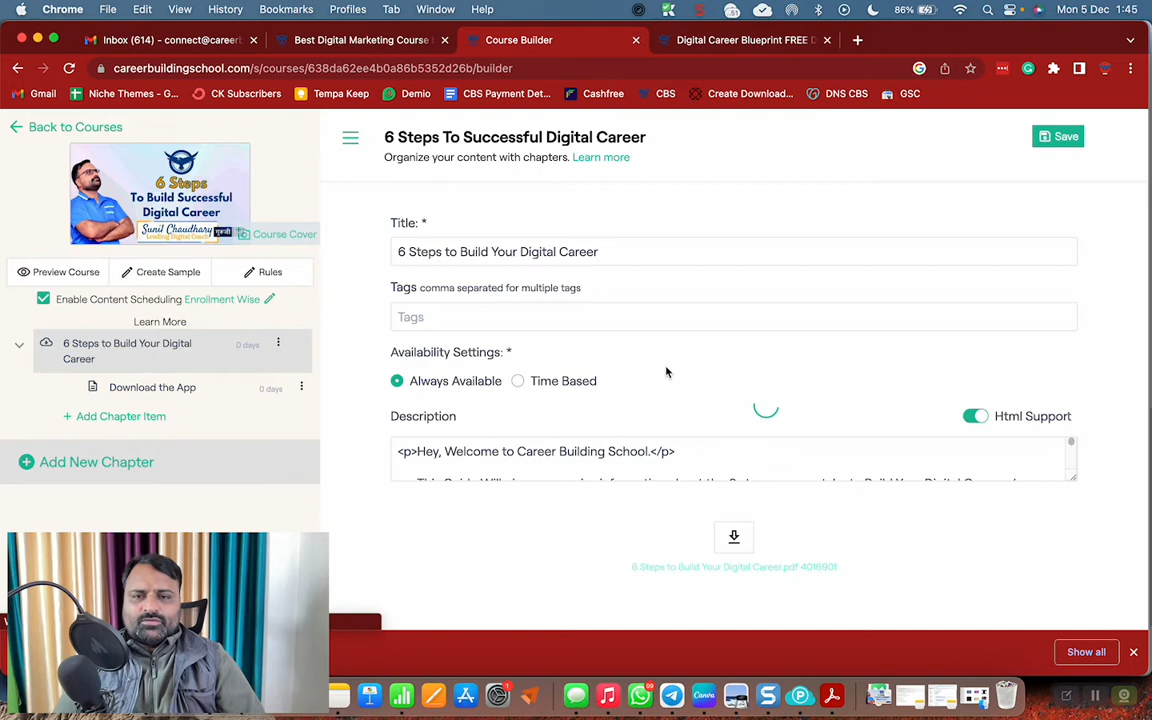 Chrome File Edit View History Bookmarks Profiles Tab Window Help 86% Mon 5 Dec 1:45
Inbox (614) - connect@career Best Digital Marketing Course Course Builder Digital Career Blueprint FREE D
careerbuildingschool.com/s/courses/638da62ee4b0a86b5352d26b/builder
Gmail Niche Themes - G... CK Subscribers Tempa Keep Demio CBS Payment Det... Cashfree CBS Create Download... DNS CBS GSC
Back to Courses
6 Steps
To Build Successful
Digital Career
Sunil Chaudhary
Leading Digital Coach
Course Cover
Preview Course Create Sample Rules
Enable Content Scheduling Enrollment Wise
Learn More
6 Steps to Build Your Digital
Career
0 days
Download the App 0 days
+ Add Chapter Item
Add New Chapter
6 Steps To Successful Digital Career
Organize your content with chapters. Learn more
Save
Title: *
6 Steps to Build Your Digital Career
Tags comma separated for multiple tags
Tags
Availability Settings: *
Always Available Time Based
Description Html Support
<p>Hey, Welcome to Career Building School.</p>
6 Steps to Build Your Digital Career.pdf 4016901
Show all
99
1